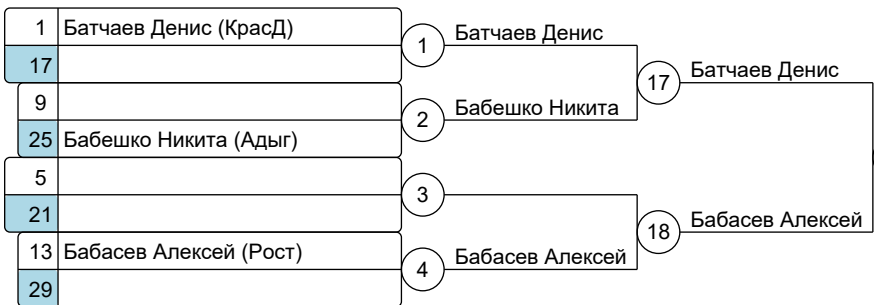 1 Батчаев Денис (КрасД)
17
9
25 Бабешко Никита (Адыг)
5
21
13 Бабасев Алексей (Рост)
29
1 Батчаев Денис
2 Бабешко Никита
3
4 Бабасев Алексей
17 Батчаев Денис
18 Бабасев Алексей